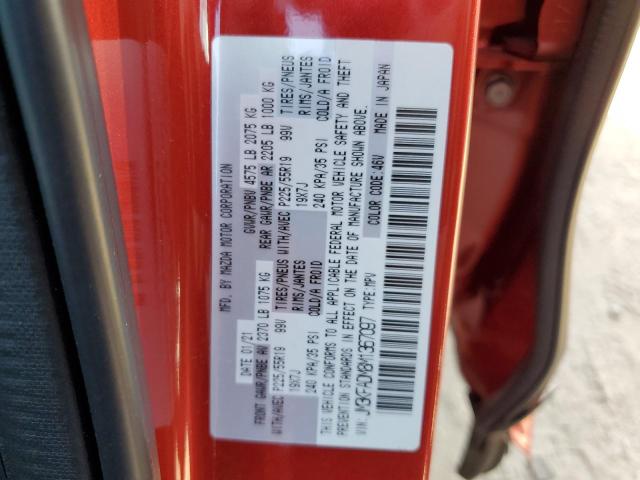 MFD. BY MAZDA MOTOR CORPORATION
DATE 01/21 GVWR/PNBV 4575 LB 2075 KG
FRONT GAWR/PNBE AV 2370 LB 1075 KG REAR GAWR/PNBE AR 2205 LB 1000 KG
WITH/AVEC P225/55R19 99V TIRES/PNEUS WITH/AVEC P225/55R19 99V TIRES/PNEUS
19X7J RIMS/JANTES 19X7J RIMS/JANTES
240 KPA/35 PSI COLD/A FROID 240 KPA/35 PSI COLD/A FROID
THIS VEHICLE CONFORMS TO ALL APPLICABLE FEDERAL MOTOR VEHICLE SAFETY AND THEFT
PREVENTION STANDARDS IN EFFECT ON THE DATE OF MANUFACTURE SHOWN ABOVE.
VIN: JM3KFADM8M1367097 TYPE:MPV COLOR CODE:46V MADE IN JAPAN